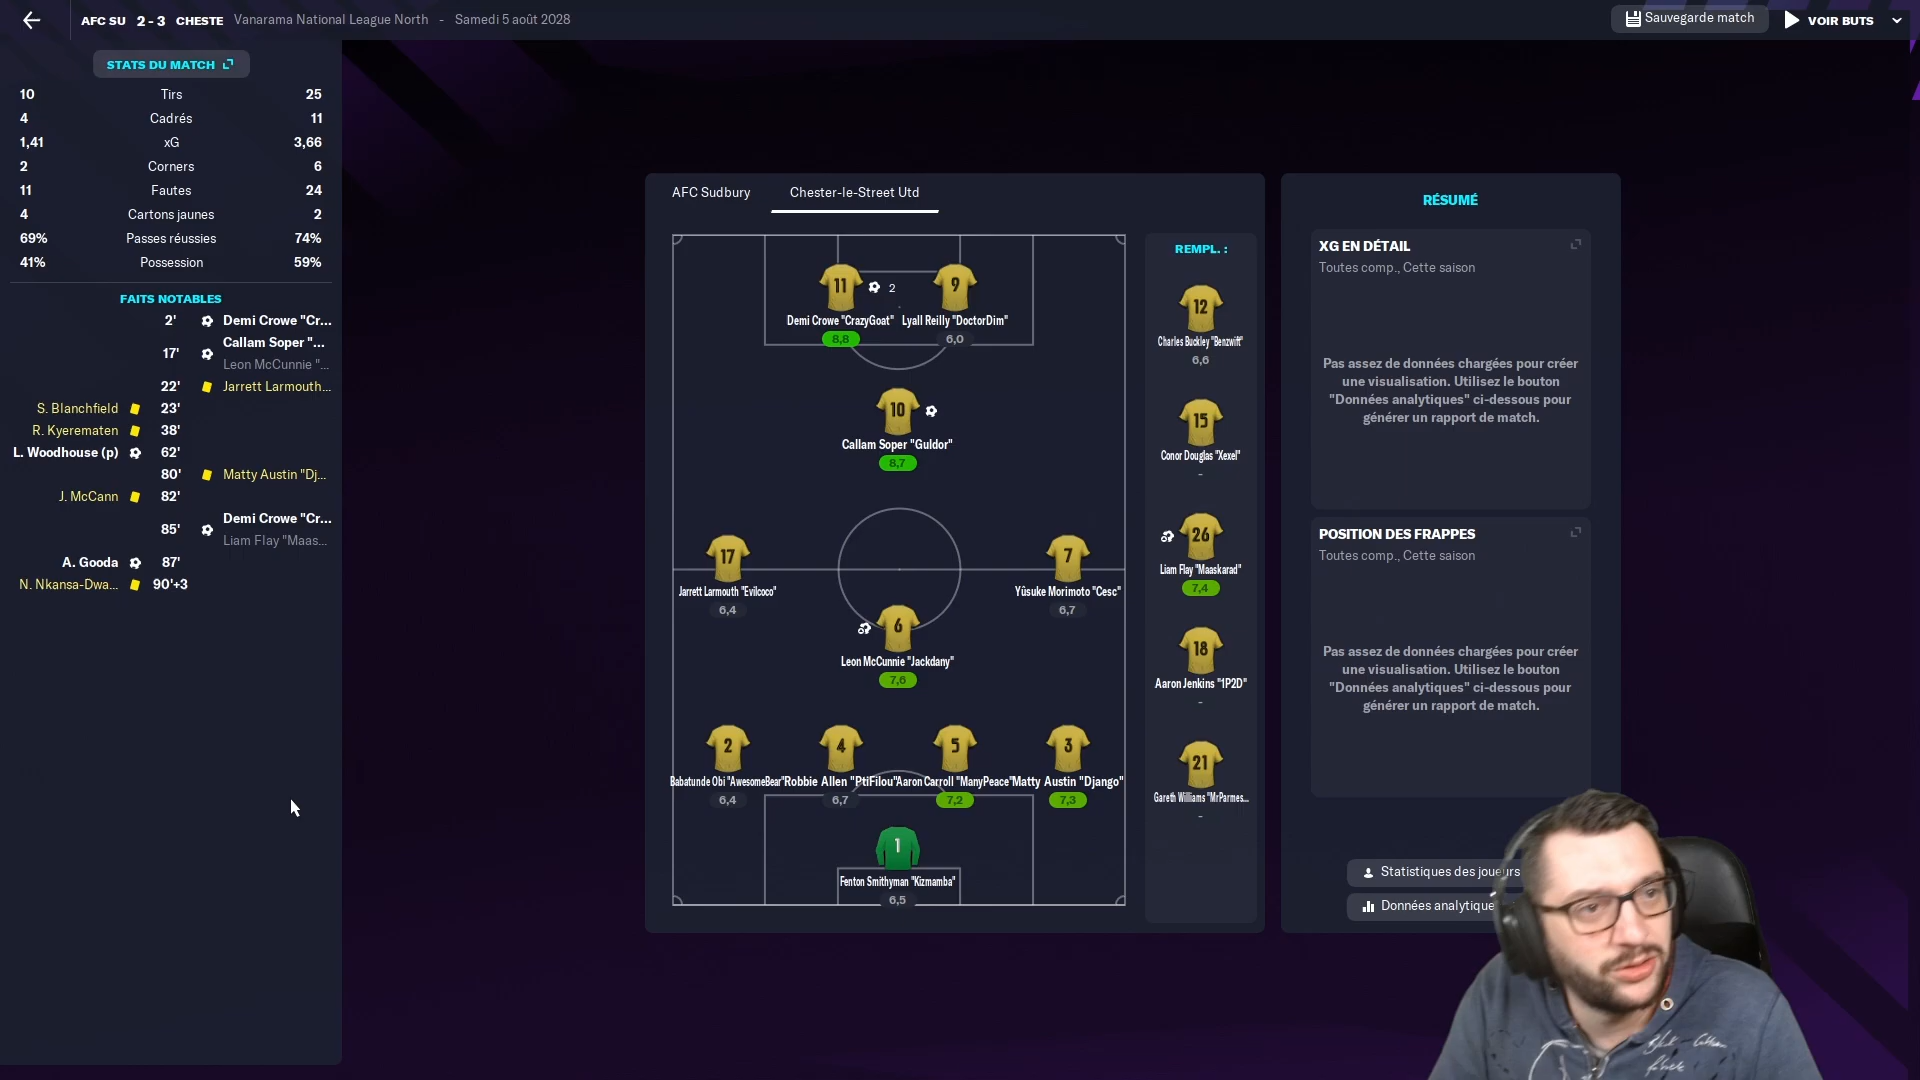 AFC SU 2 - 3 CHESTE Vanarama National League North - Samedi 5 août 2028
Sauvegarde match
VOIR BUTS
STATS DU MATCH
10 Tirs 25
4 Cadrés 11
1,41 xG 3,66
2 Corners 6
11 Fautes 24
4 Cartons jaunes 2
69% Passes réussies 74%
41% Possession 59%
FAITS NOTABLES
2' Demi Crowe "Cr...
17' Callam Soper "...
Leon McCunnie "...
22' Jarrett Larmouth...
S. Blanchfield 23'
R. Kyerematen 38'
L. Woodhouse (p) 62'
80' Matty Austin "Dj...
J. McCann 82'
85' Demi Crowe "Cr...
Liam Flay "Maas...
A. Gooda 87'
N. Nkansa-Dwa... 90'+3
AFC Sudbury
Chester-le-Street Utd
11
2
9
Demi Crowe "CrazyGoat"
Lyall Reilly "DoctorDim"
8,8
6,0
10
Callam Soper "Guldor"
8,7
17
7
Jarrett Larmouth "Evilcoco"
Yûsuke Morimoto "Cesc"
6,4
6,7
6
Leon McCunnie "Jackdany"
7,6
2
4
5
3
Babatunde Obi "AwesomeBear"
Robbie Allen "PtiFilou"
Aaron Carroll "ManyPeace"
Matty Austin "Django"
6,4
6,7
7,2
7,3
1
Fenton Smithyman "Kizmamba"
6,5
REMPL. :
12
Charles Buckley "Benzwift"
6,6
15
Conor Douglas "Xexel"
-
26
Liam Flay "Maaskarad"
7,4
18
Aaron Jenkins "1P2D"
-
21
Gareth Williams "MrParmes...
-
RÉSUMÉ
XG EN DÉTAIL
Toutes comp., Cette saison
Pas assez de données chargées pour créer
une visualisation. Utilisez le bouton
"Données analytiques" ci-dessous pour
générer un rapport de match.
POSITION DES FRAPPES
Toutes comp., Cette saison
Pas assez de données chargées pour créer
une visualisation. Utilisez le bouton
"Données analytiques" ci-dessous pour
générer un rapport de match.
Statistiques des joueurs
Données analytique